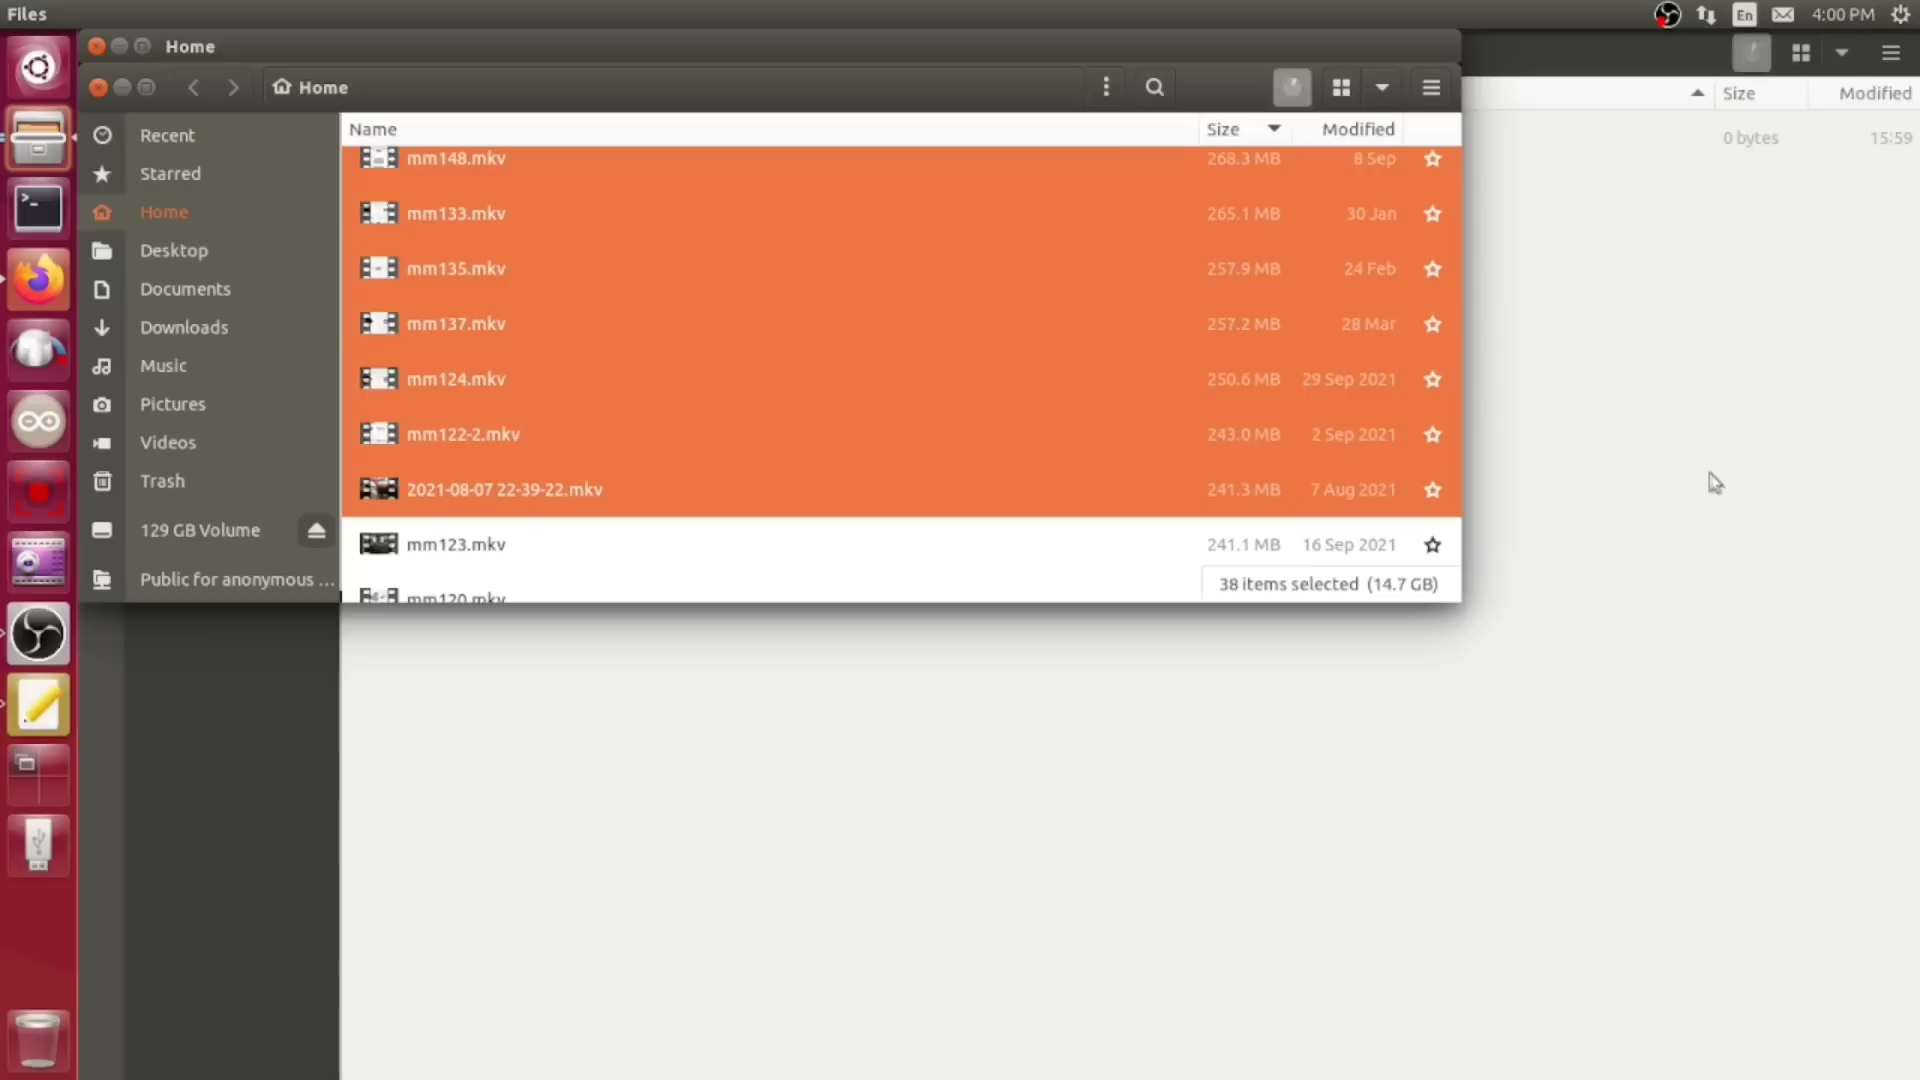 Files
En
4:00 PM
Home
Home
Size
Modified
0 bytes
15:59
Recent
Starred
Home
Desktop
Documents
Downloads
Music
Pictures
Videos
Trash
129 GB Volume
Public for anonymous ...
Name
Size
Modified
mm148.mkv 268.3 MB 8 Sep
mm133.mkv 265.1 MB 30 Jan
mm135.mkv 257.9 MB 24 Feb
mm137.mkv 257.2 MB 28 Mar
mm124.mkv 250.6 MB 29 Sep 2021
mm122-2.mkv 243.0 MB 2 Sep 2021
2021-08-07 22-39-22.mkv 241.3 MB 7 Aug 2021
mm123.mkv 241.1 MB 16 Sep 2021
mm120.mkv
38 items selected (14.7 GB)